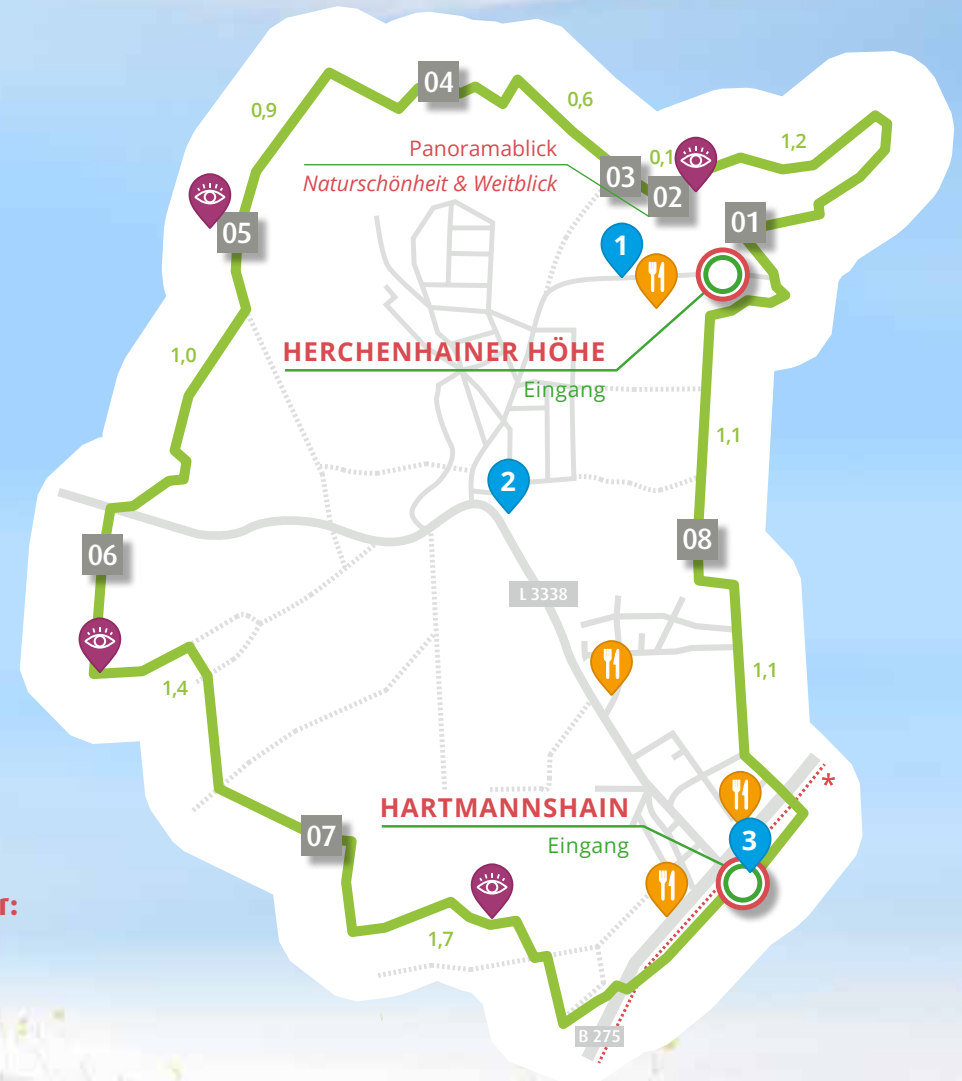 04
0,9
0,6
1,2
Panoramablick
0,1
Naturschönheit & Weitblick
03
02
01
05
1
HERCHENHAINER HÖHE
Eingang
1,0
1,1
2
08
06
L 3338
1,4
1,1
*
HARTMANNSHAIN
Eingang
3
07
1,7
r:
B 275